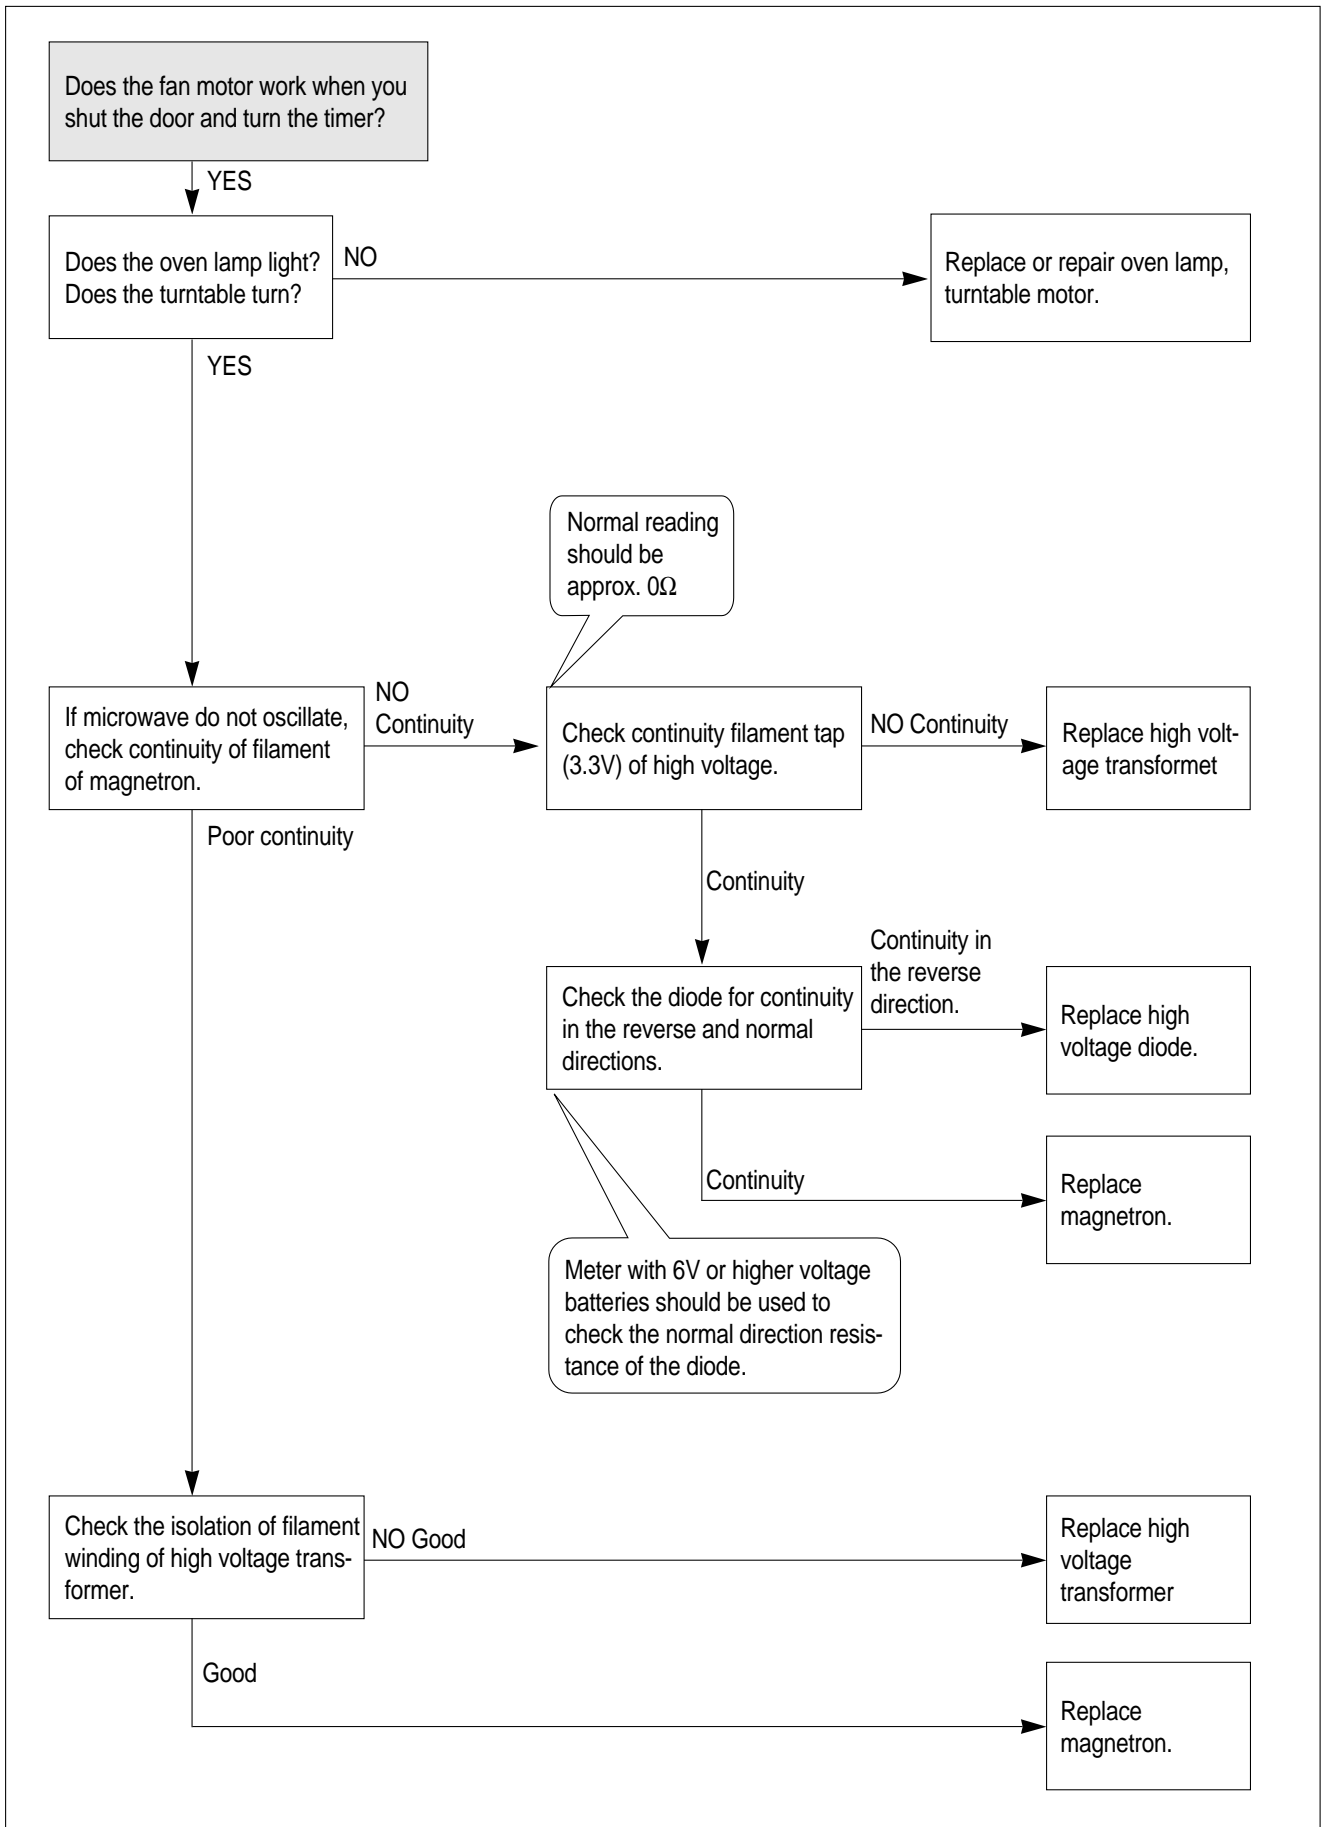 Does the fan motor work when you
shut the door and turn the timer?
YES
Does the oven lamp light?
Does the turntable turn?
NO
Replace or repair oven lamp,
turntable motor.
YES
Normal reading
should be
approx. 0Ω
If microwave do not oscillate,
check continuity of filament
of magnetron.
NO
Continuity
Check continuity filament tap
(3.3V) of high voltage.
NO Continuity
Replace high volt-
age transformet
Poor continuity
Continuity
Check the diode for continuity
in the reverse and normal
directions.
Continuity in
the reverse
direction.
Replace high
voltage diode.
Continuity
Replace
magnetron.
Meter with 6V or higher voltage
batteries should be used to
check the normal direction resis-
tance of the diode.
Check the isolation of filament
winding of high voltage trans-
former.
NO Good
Replace high
voltage
transformer
Good
Replace
magnetron.